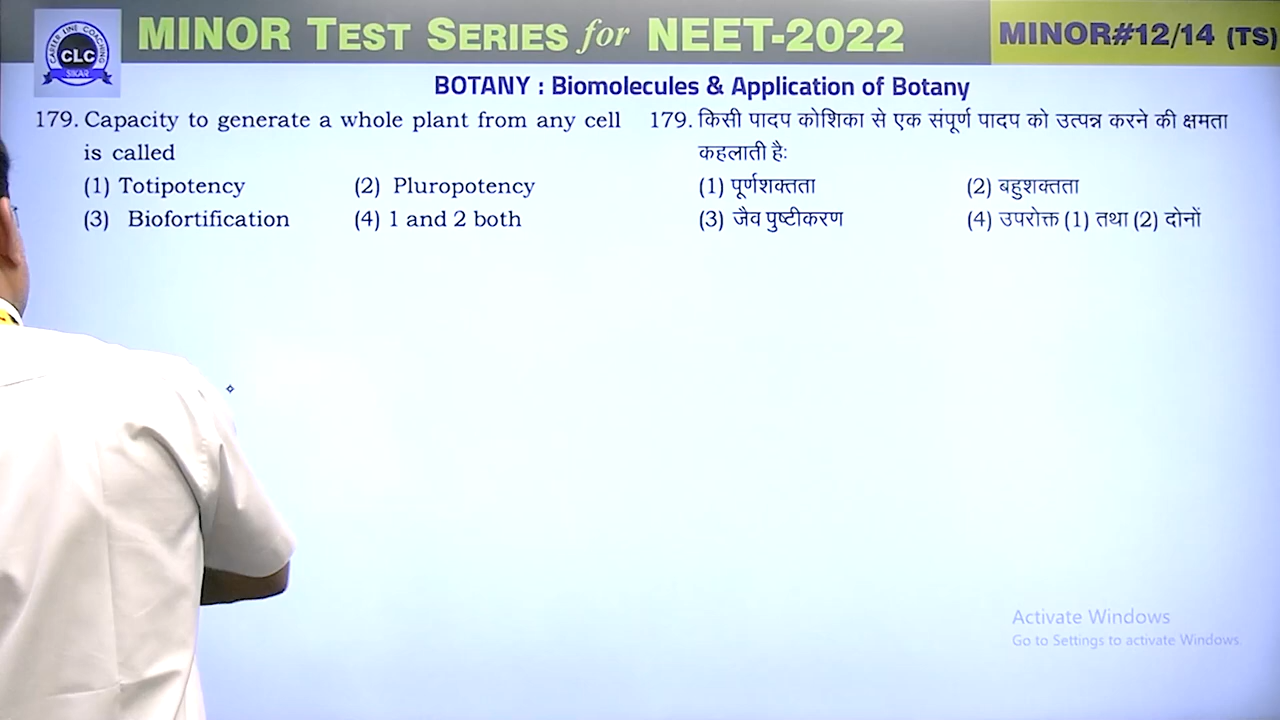 MINOR TEST SERIES for NEET-2022
MINOR#12/14 (TS)
CAREER LINE COACHING
CLC
SIKAR
BOTANY : Biomolecules & Application of Botany
179. Capacity to generate a whole plant from any cell
is called
(1) Totipotency (2) Pluropotency
(3) Biofortification (4) 1 and 2 both
179. किसी पादप कोशिका से एक संपूर्ण पादप को उत्पन्न करने की क्षमता
कहलाती है:
(1) पूर्णशक्तता (2) बहुशक्तता
(3) जैव पुष्टीकरण (4) उपरोक्त (1) तथा (2) दोनों
Activate Windows
Go to Settings to activate Windows.